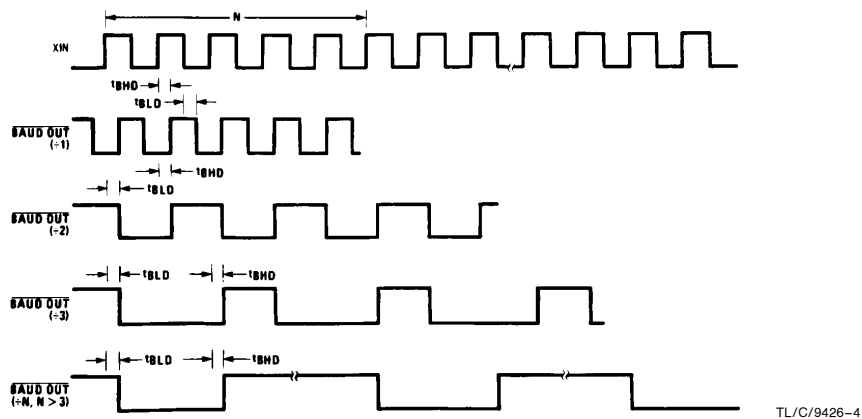 N
XIN
tBHD
tBLD
BAUD OUT
(÷1)
tBHD
tBLD
BAUD OUT
(÷2)
tBLD
tBHD
BAUD OUT
(÷3)
tBLD
tBHD
BAUD OUT
(÷N, N > 3)
TL/C/9426–4